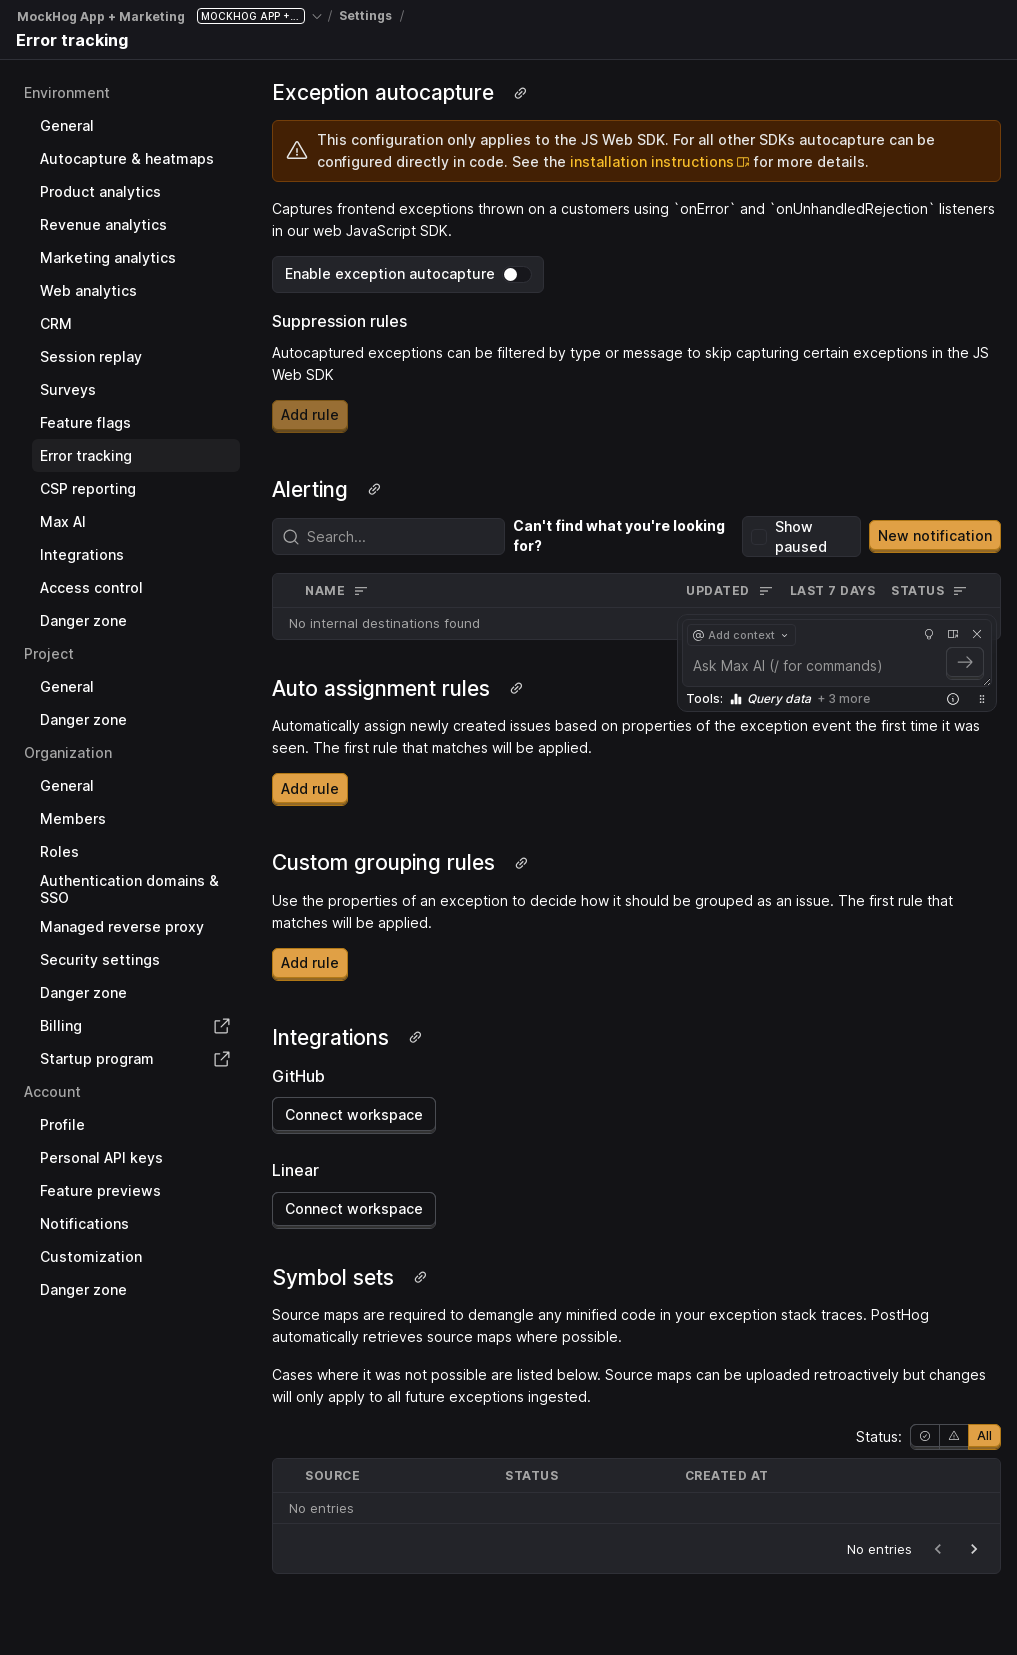 MockHog App + Marketing MOCKHOG APP +... / Settings /
Error tracking
Environment
General
Autocapture & heatmaps
Product analytics
Revenue analytics
Marketing analytics
Web analytics
CRM
Session replay
Surveys
Feature flags
Error tracking
CSP reporting
Max AI
Integrations
Access control
Danger zone
Project
General
Danger zone
Organization
General
Members
Roles
Authentication domains &
SSO
Managed reverse proxy
Security settings
Danger zone
Billing
Startup program
Account
Profile
Personal API keys
Feature previews
Notifications
Customization
Danger zone
Exception autocapture
This configuration only applies to the JS Web SDK. For all other SDKs autocapture can be
configured directly in code. See the installation instructions for more details.
Captures frontend exceptions thrown on a customers using `onError` and `onUnhandledRejection` listeners
in our web JavaScript SDK.
Enable exception autocapture
Suppression rules
Autocaptured exceptions can be filtered by type or message to skip capturing certain exceptions in the JS
Web SDK
Add rule
Alerting
Search...
Can't find what you're looking
for?
Show
paused
New notification
NAME UPDATED LAST 7 DAYS STATUS
No internal destinations found
@ Add context
Ask Max AI (/ for commands)
Tools: Query data + 3 more
Auto assignment rules
Automatically assign newly created issues based on properties of the exception event the first time it was
seen. The first rule that matches will be applied.
Add rule
Custom grouping rules
Use the properties of an exception to decide how it should be grouped as an issue. The first rule that
matches will be applied.
Add rule
Integrations
GitHub
Connect workspace
Linear
Connect workspace
Symbol sets
Source maps are required to demangle any minified code in your exception stack traces. PostHog
automatically retrieves source maps where possible.
Cases where it was not possible are listed below. Source maps can be uploaded retroactively but changes
will only apply to all future exceptions ingested.
Status: All
SOURCE STATUS CREATED AT
No entries
No entries